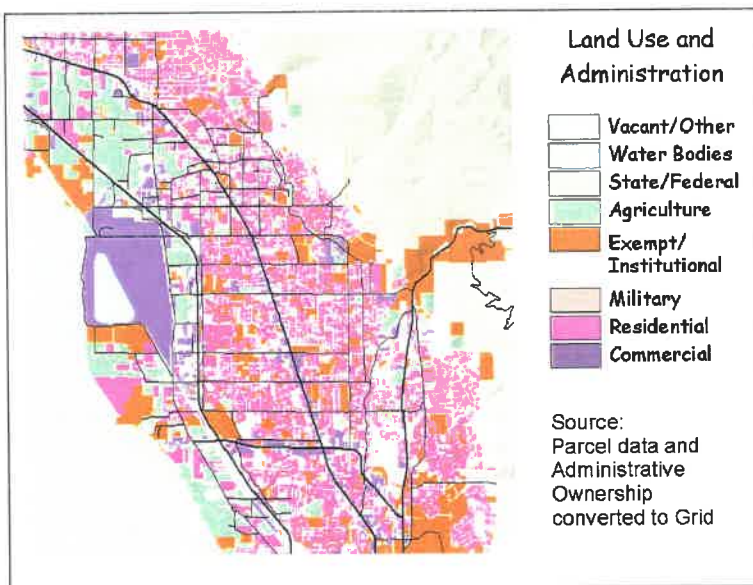 Land Use and
Administration
Vacant/Other
Water Bodies
State/Federal
Agriculture
Exempt/
Institutional
Military
Residential
Commercial
Source:
Parcel data and
Administrative
Ownership
converted to Grid